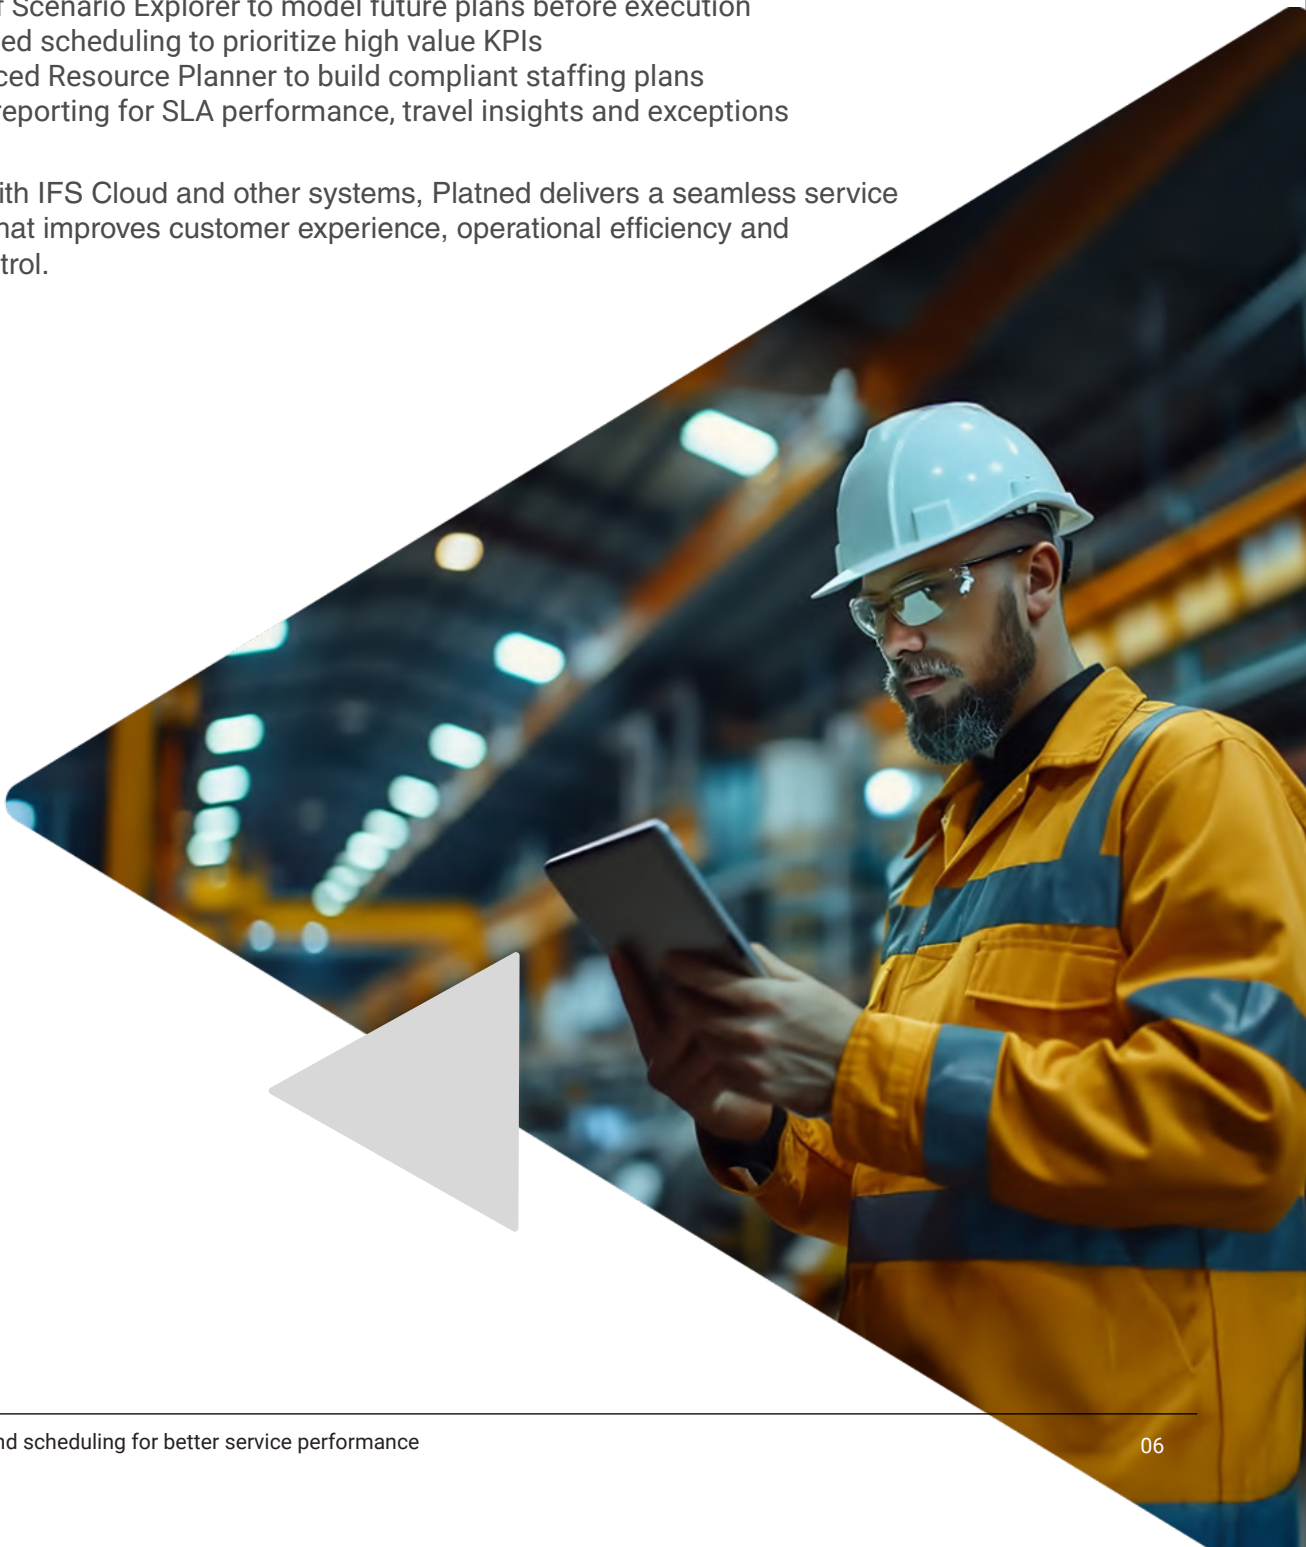 f Scenario Explorer to model future plans before execution
ed scheduling to prioritize high value KPIs
ced Resource Planner to build compliant staffing plans
reporting for SLA performance, travel insights and exceptions
ith IFS Cloud and other systems, Platned delivers a seamless service
hat improves customer experience, operational efficiency and
trol.
nd scheduling for better service performance
06